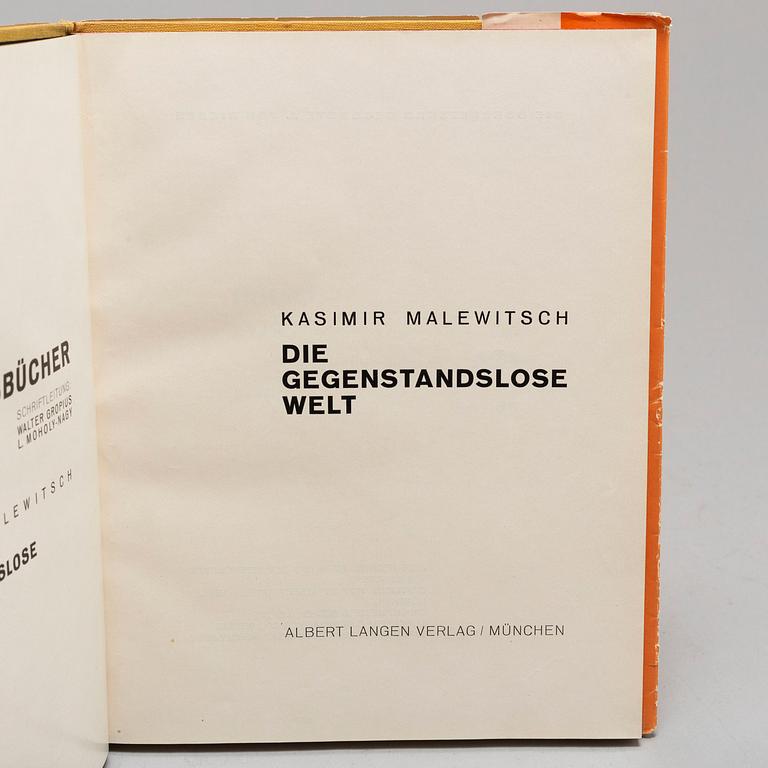 BÜCHER
SCHRIFTLEITUNG:
WALTER GROPIUS
L. MOHOLY-NAGY
LEWITSCH
SLOSE
KASIMIR MALEWITSCH
DIE
GEGENSTANDSLOSE
WELT
ALBERT LANGEN VERLAG / MÜNCHEN